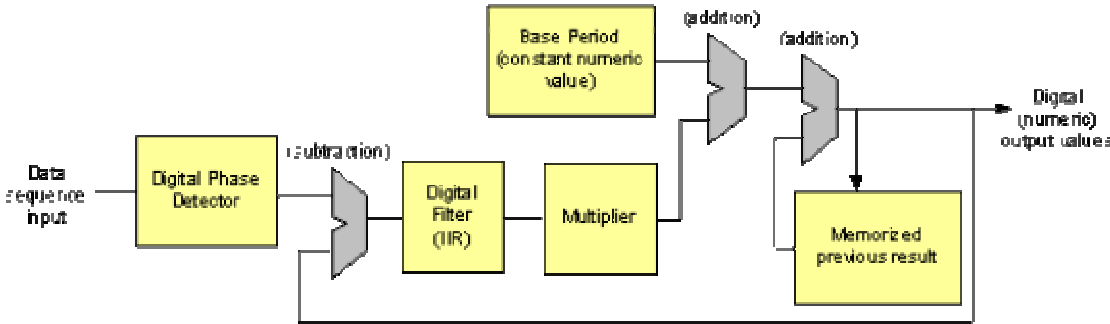 Base Period
(constant numeric
value)
(addition)
(addition)
Digital
(numeric)
output values
Data
sequence
input
Digital Phase
Detector
(subtraction)
Digital
Filter
(IIR)
Multiplier
Memorized
previous result